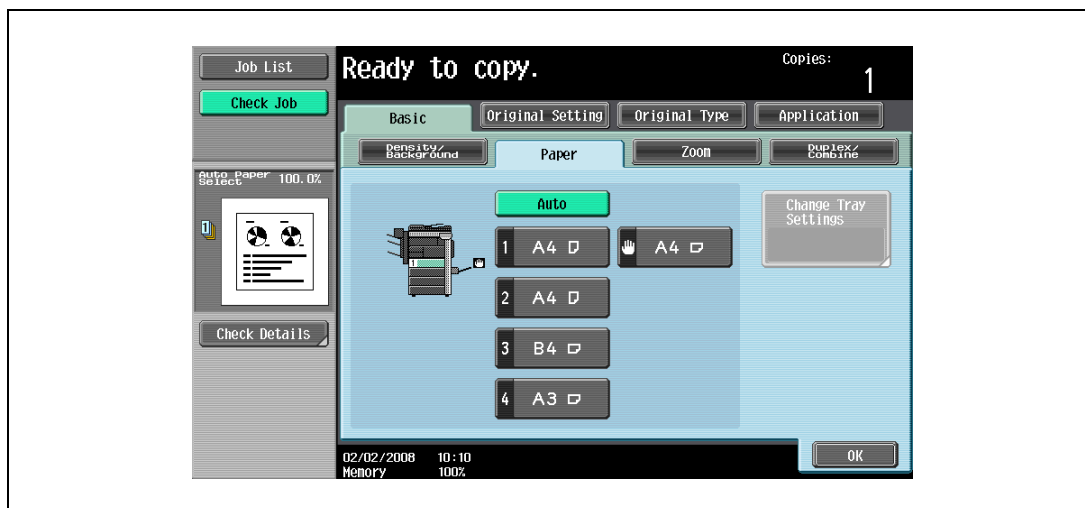 Job List
Ready to copy.
Copies:
1
Check Job
Basic
Original Setting
Original Type
Application
Density/
Background
Paper
Zoom
Duplex/
Combine
Auto Paper
Select
100.0%
1
Auto
Change Tray
Settings
1
1 A4
A4
2 A4
3 B4
4 A3
Check Details
02/02/2008 10:10
Memory 100%
OK